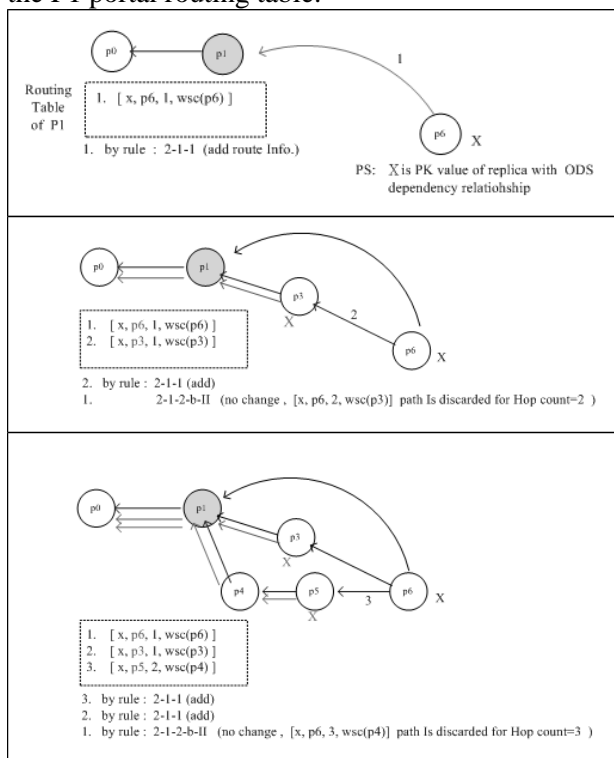 the P1 portal routing table.
p0
p1
1
Routing
Table
of P1
1. [ x, p6, 1, wsc(p6) ]
p6
X
1. by rule : 2-1-1 (add route Info.)
PS: X is PK value of replica with ODS
dependency relatiohship
p0
p1
p3
X
2
p6
X
1. [ x, p6, 1, wsc(p6) ]
2. [ x, p3, 1, wsc(p3) ]
2. by rule : 2-1-1 (add)
1. 2-1-2-b-II (no change , [x, p6, 2, wsc(p3)] path Is discarded for Hop count=2 )
p0
p1
p3
X
p4
p5
X
3
p6
X
1. [ x, p6, 1, wsc(p6) ]
2. [ x, p3, 1, wsc(p3) ]
3. [ x, p5, 2, wsc(p4) ]
3. by rule : 2-1-1 (add)
2. by rule : 2-1-1 (add)
1. by rule : 2-1-2-b-II (no change , [x, p6, 3, wsc(p4)] path Is discarded for Hop count=3 )